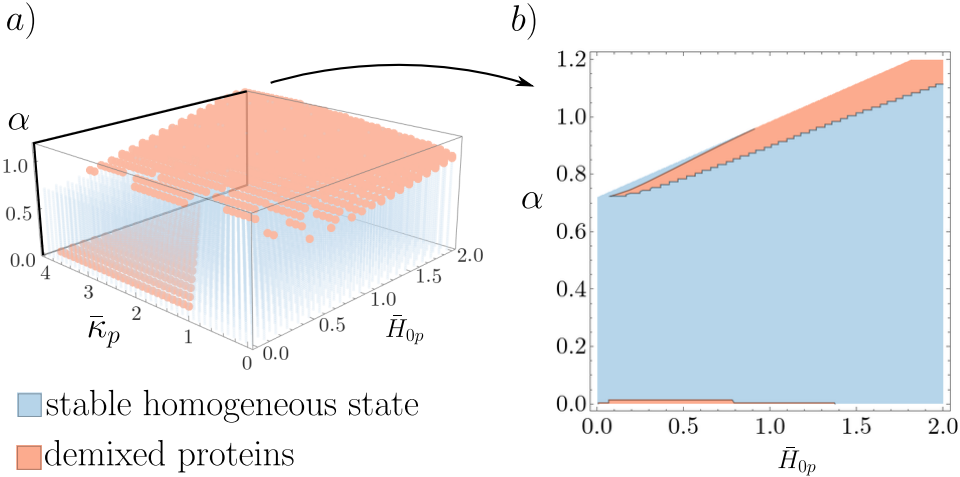 a)
α
1.0
0.5
0.0
4
3
2
1
0
κ̄ₚ
0.0
0.5
1.0
1.5
2.0
H̄₀ₚ
stable homogeneous state
demixed proteins
b)
1.2
1.0
0.8
0.6
0.4
0.2
0.0
α
0.0 0.5 1.0 1.5 2.0
H̄₀ₚ